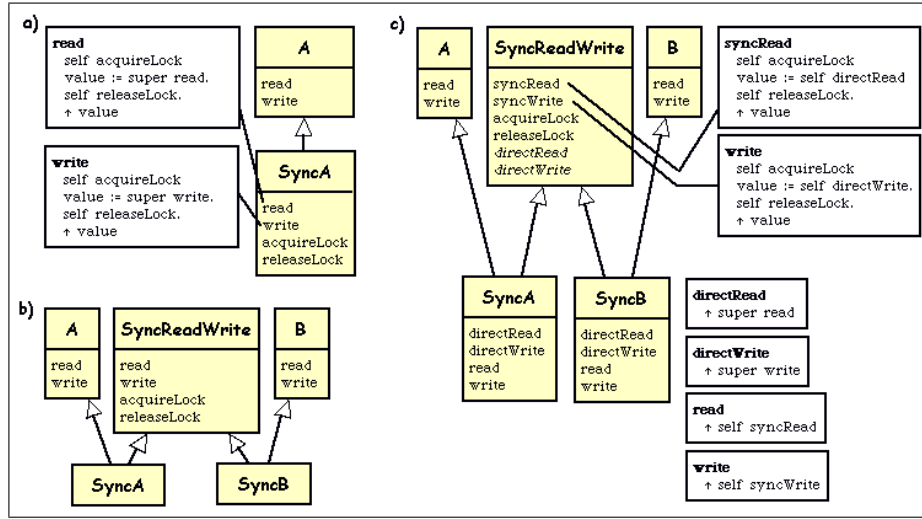 a)
read
self acquireLock
value := super read.
self releaseLock.
↑ value
write
self acquireLock
value := super write.
self releaseLock.
↑ value
A
read
write
SyncA
read
write
acquireLock
releaseLock
b)
A
read
write
SyncReadWrite
read
write
acquireLock
releaseLock
B
read
write
SyncA
SyncB
c)
A
read
write
SyncReadWrite
syncRead
syncWrite
acquireLock
releaseLock
directRead
directWrite
B
read
write
syncRead
self acquireLock
value := self directRead
self releaseLock.
↑ value
write
self acquireLock
value := self directWrite.
self releaseLock.
↑ value
SyncA
directRead
directWrite
read
write
SyncB
directRead
directWrite
read
write
directRead
↑ super read
directWrite
↑ super write
read
↑ self syncRead
write
↑ self syncWrite